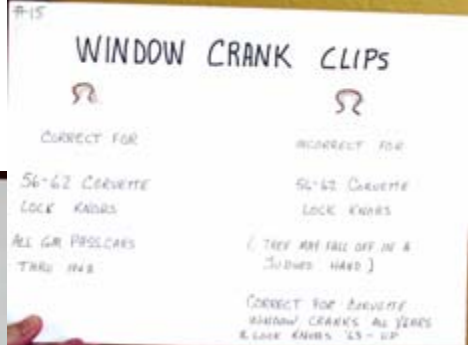 #-15
WINDOW CRANK CLIPS
CORRECT FOR
56-62 CORVETTE
LOCK KNOBS
ALL GM PASS CARS
THRU
INCORRECT FOR
56-62 CORVETTE
LOCK KNOBS
( THEY MAY FALL OFF IN A
JUDGES HAND )
CORRECT FOR CORVETTE
WINDOW CRANKS ALL YEARS
& LOCK KNOBS '63 - UP